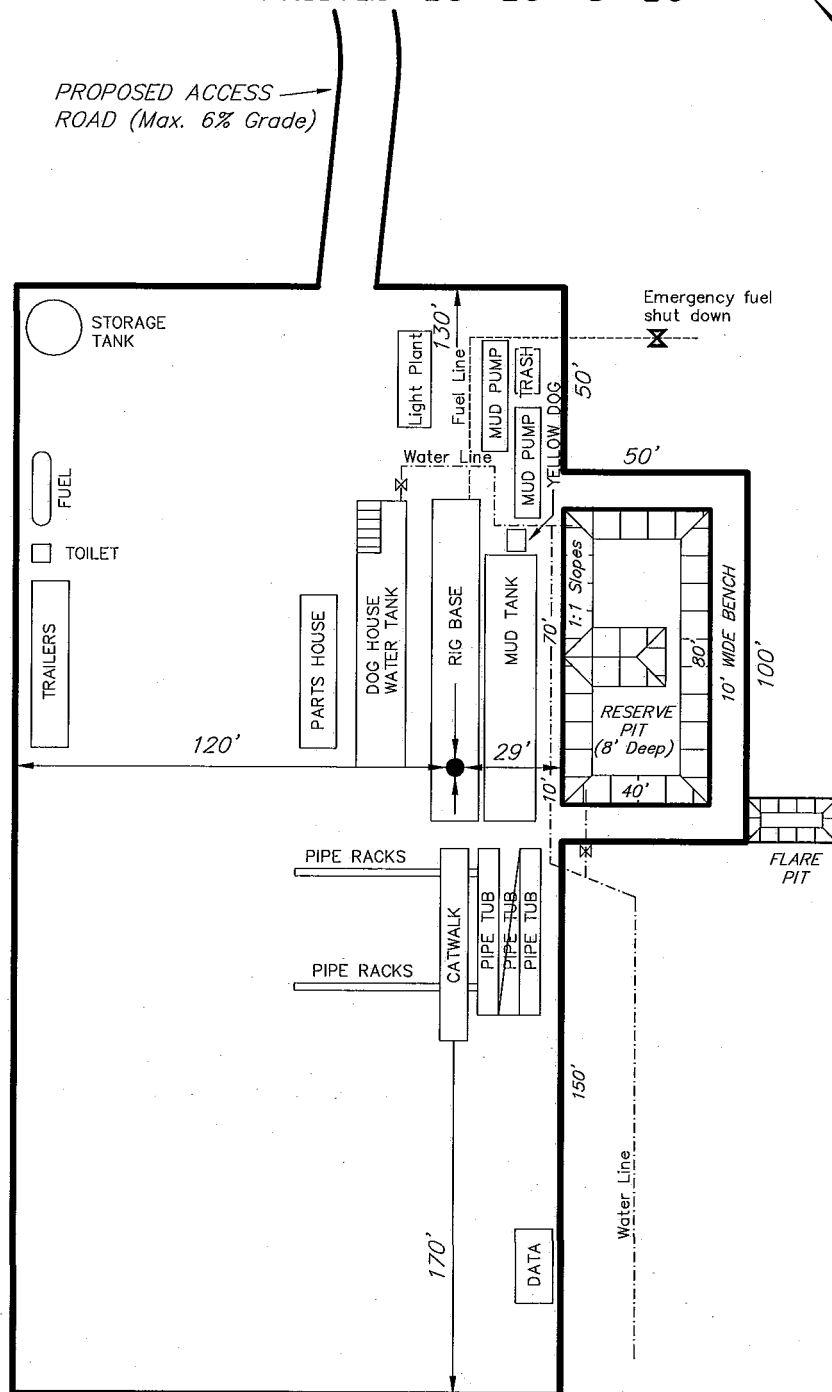 PROPOSED ACCESS
ROAD (Max. 6% Grade)
STORAGE
TANK
FUEL
TOILET
TRAILERS
Light Plant
130'
Fuel Line
MUD PUMP
TRASH
MUD PUMP
YELLOW DOG
50'
Emergency fuel
shut down
50'
Water Line
PARTS HOUSE
DOG HOUSE
WATER TANK
RIG BASE
MUD TANK
70'
1:1 Slopes
RESERVE
PIT
(8' Deep)
80'
10' WIDE BENCH
100'
40'
10'
120'
29'
FLARE
PIT
PIPE RACKS
PIPE RACKS
CATWALK
PIPE TUB
PIPE TUB
PIPE TUB
150'
Water Line
170'
DATA